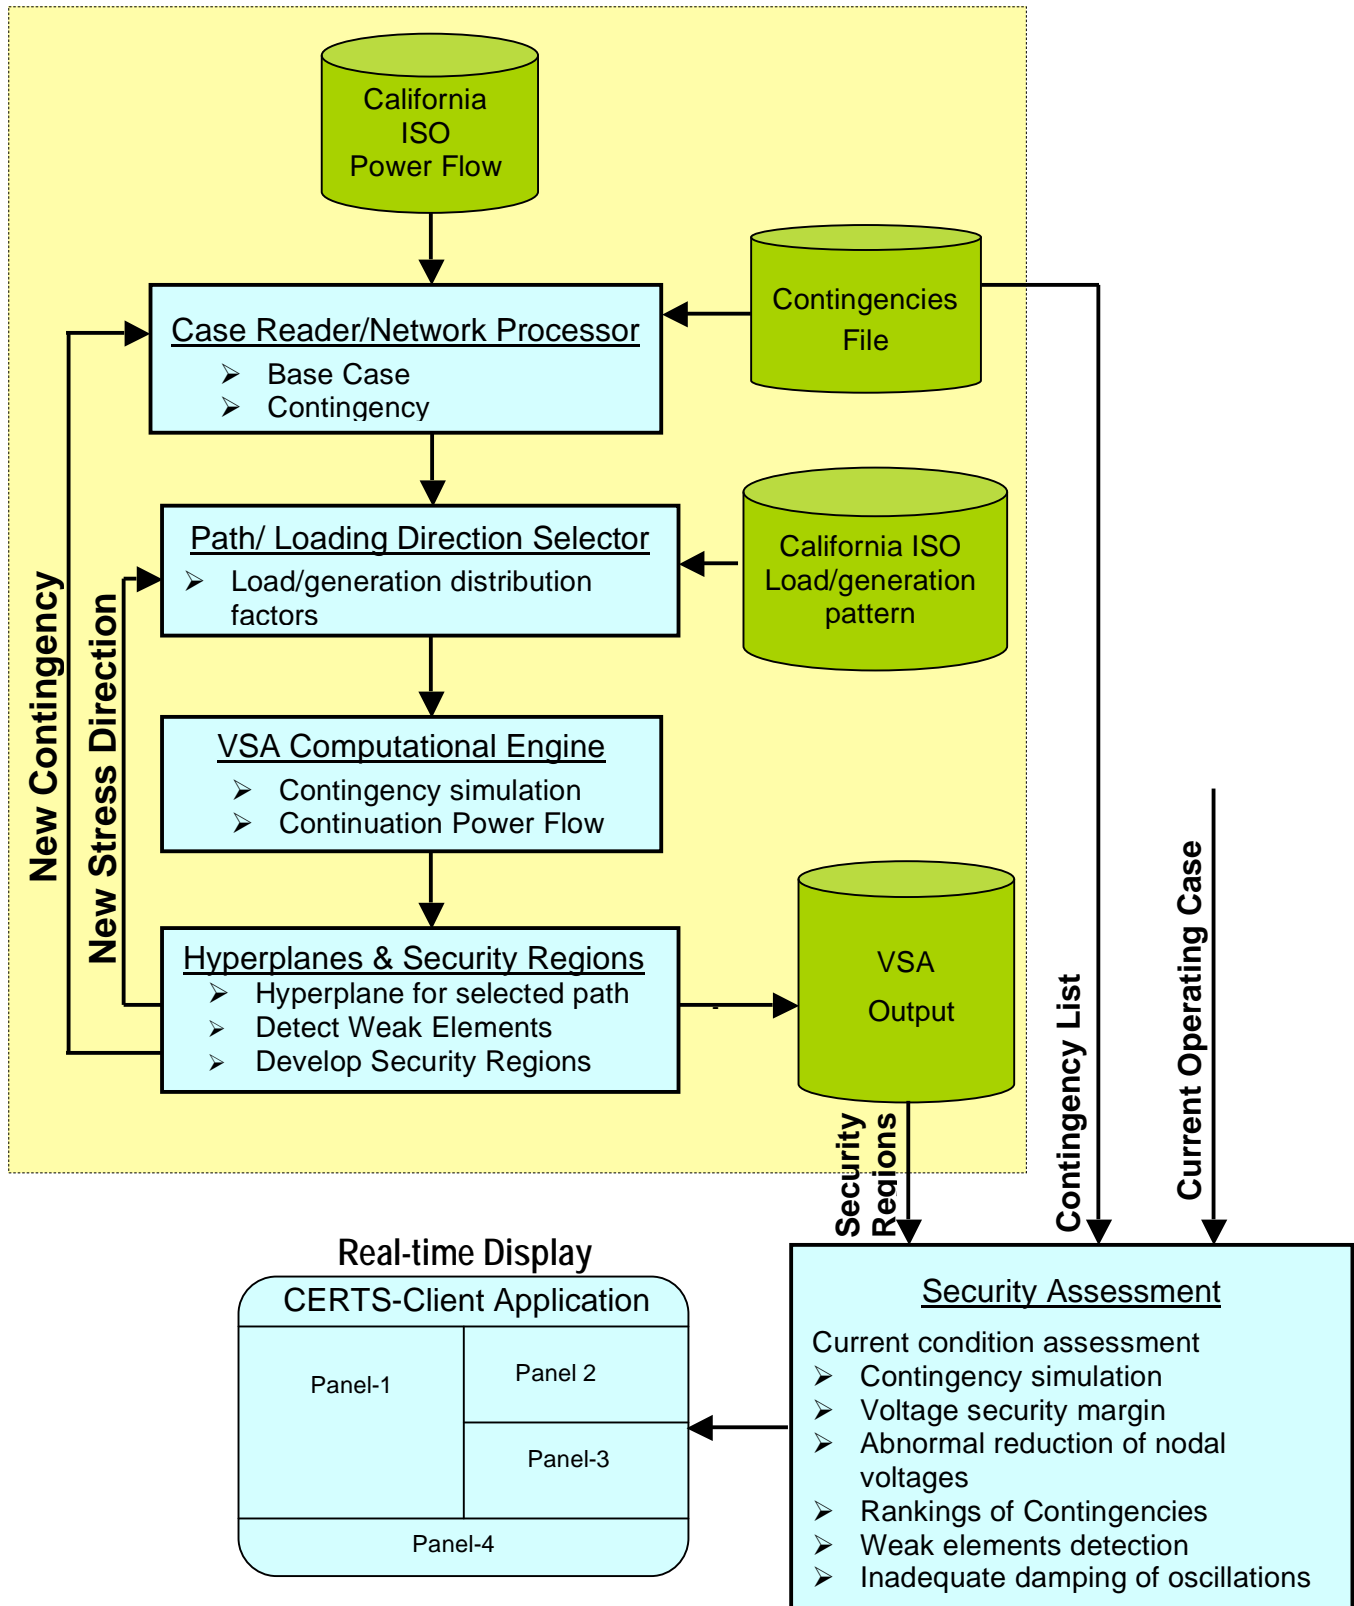 California
ISO
Power Flow
Contingencies
File
Case Reader/Network Processor
➢ Base Case
➢ Contingency
Path/ Loading Direction Selector
➢ Load/generation distribution
factors
California ISO
Load/generation
pattern
VSA Computational Engine
➢ Contingency simulation
➢ Continuation Power Flow
New Contingency
New Stress Direction
Hyperplanes & Security Regions
➢ Hyperplane for selected path
➢ Detect Weak Elements
➢ Develop Security Regions
VSA
Output
Security
Regions
Contingency List
Current Operating Case
Real-time Display
CERTS-Client Application
Panel-1
Panel 2
Panel-3
Panel-4
Security Assessment
Current condition assessment
➢ Contingency simulation
➢ Voltage security margin
➢ Abnormal reduction of nodal
voltages
➢ Rankings of Contingencies
➢ Weak elements detection
➢ Inadequate damping of oscillations